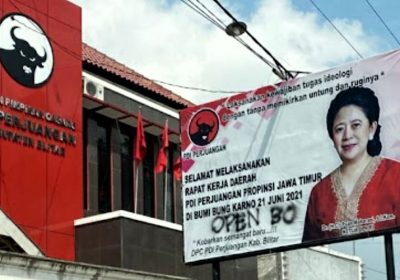 PERJUANGAN
BLITAR
"Laksanakan kewajiban tugas ideologi
dengan tanpa memikirkan untung dan ruginya"
PDI PERJUANGAN
SELAMAT MELAKSANAKAN
RAPAT KERJA DAERAH
PDI PERJUANGAN PROPINSI JAWA TIMUR
DI BUMI BUNG KARNO 21 JUNI 2021
OPEN BO
"Kobarkan semangat baru...!!!
DPC PDI Perjuangan Kab. Blitar